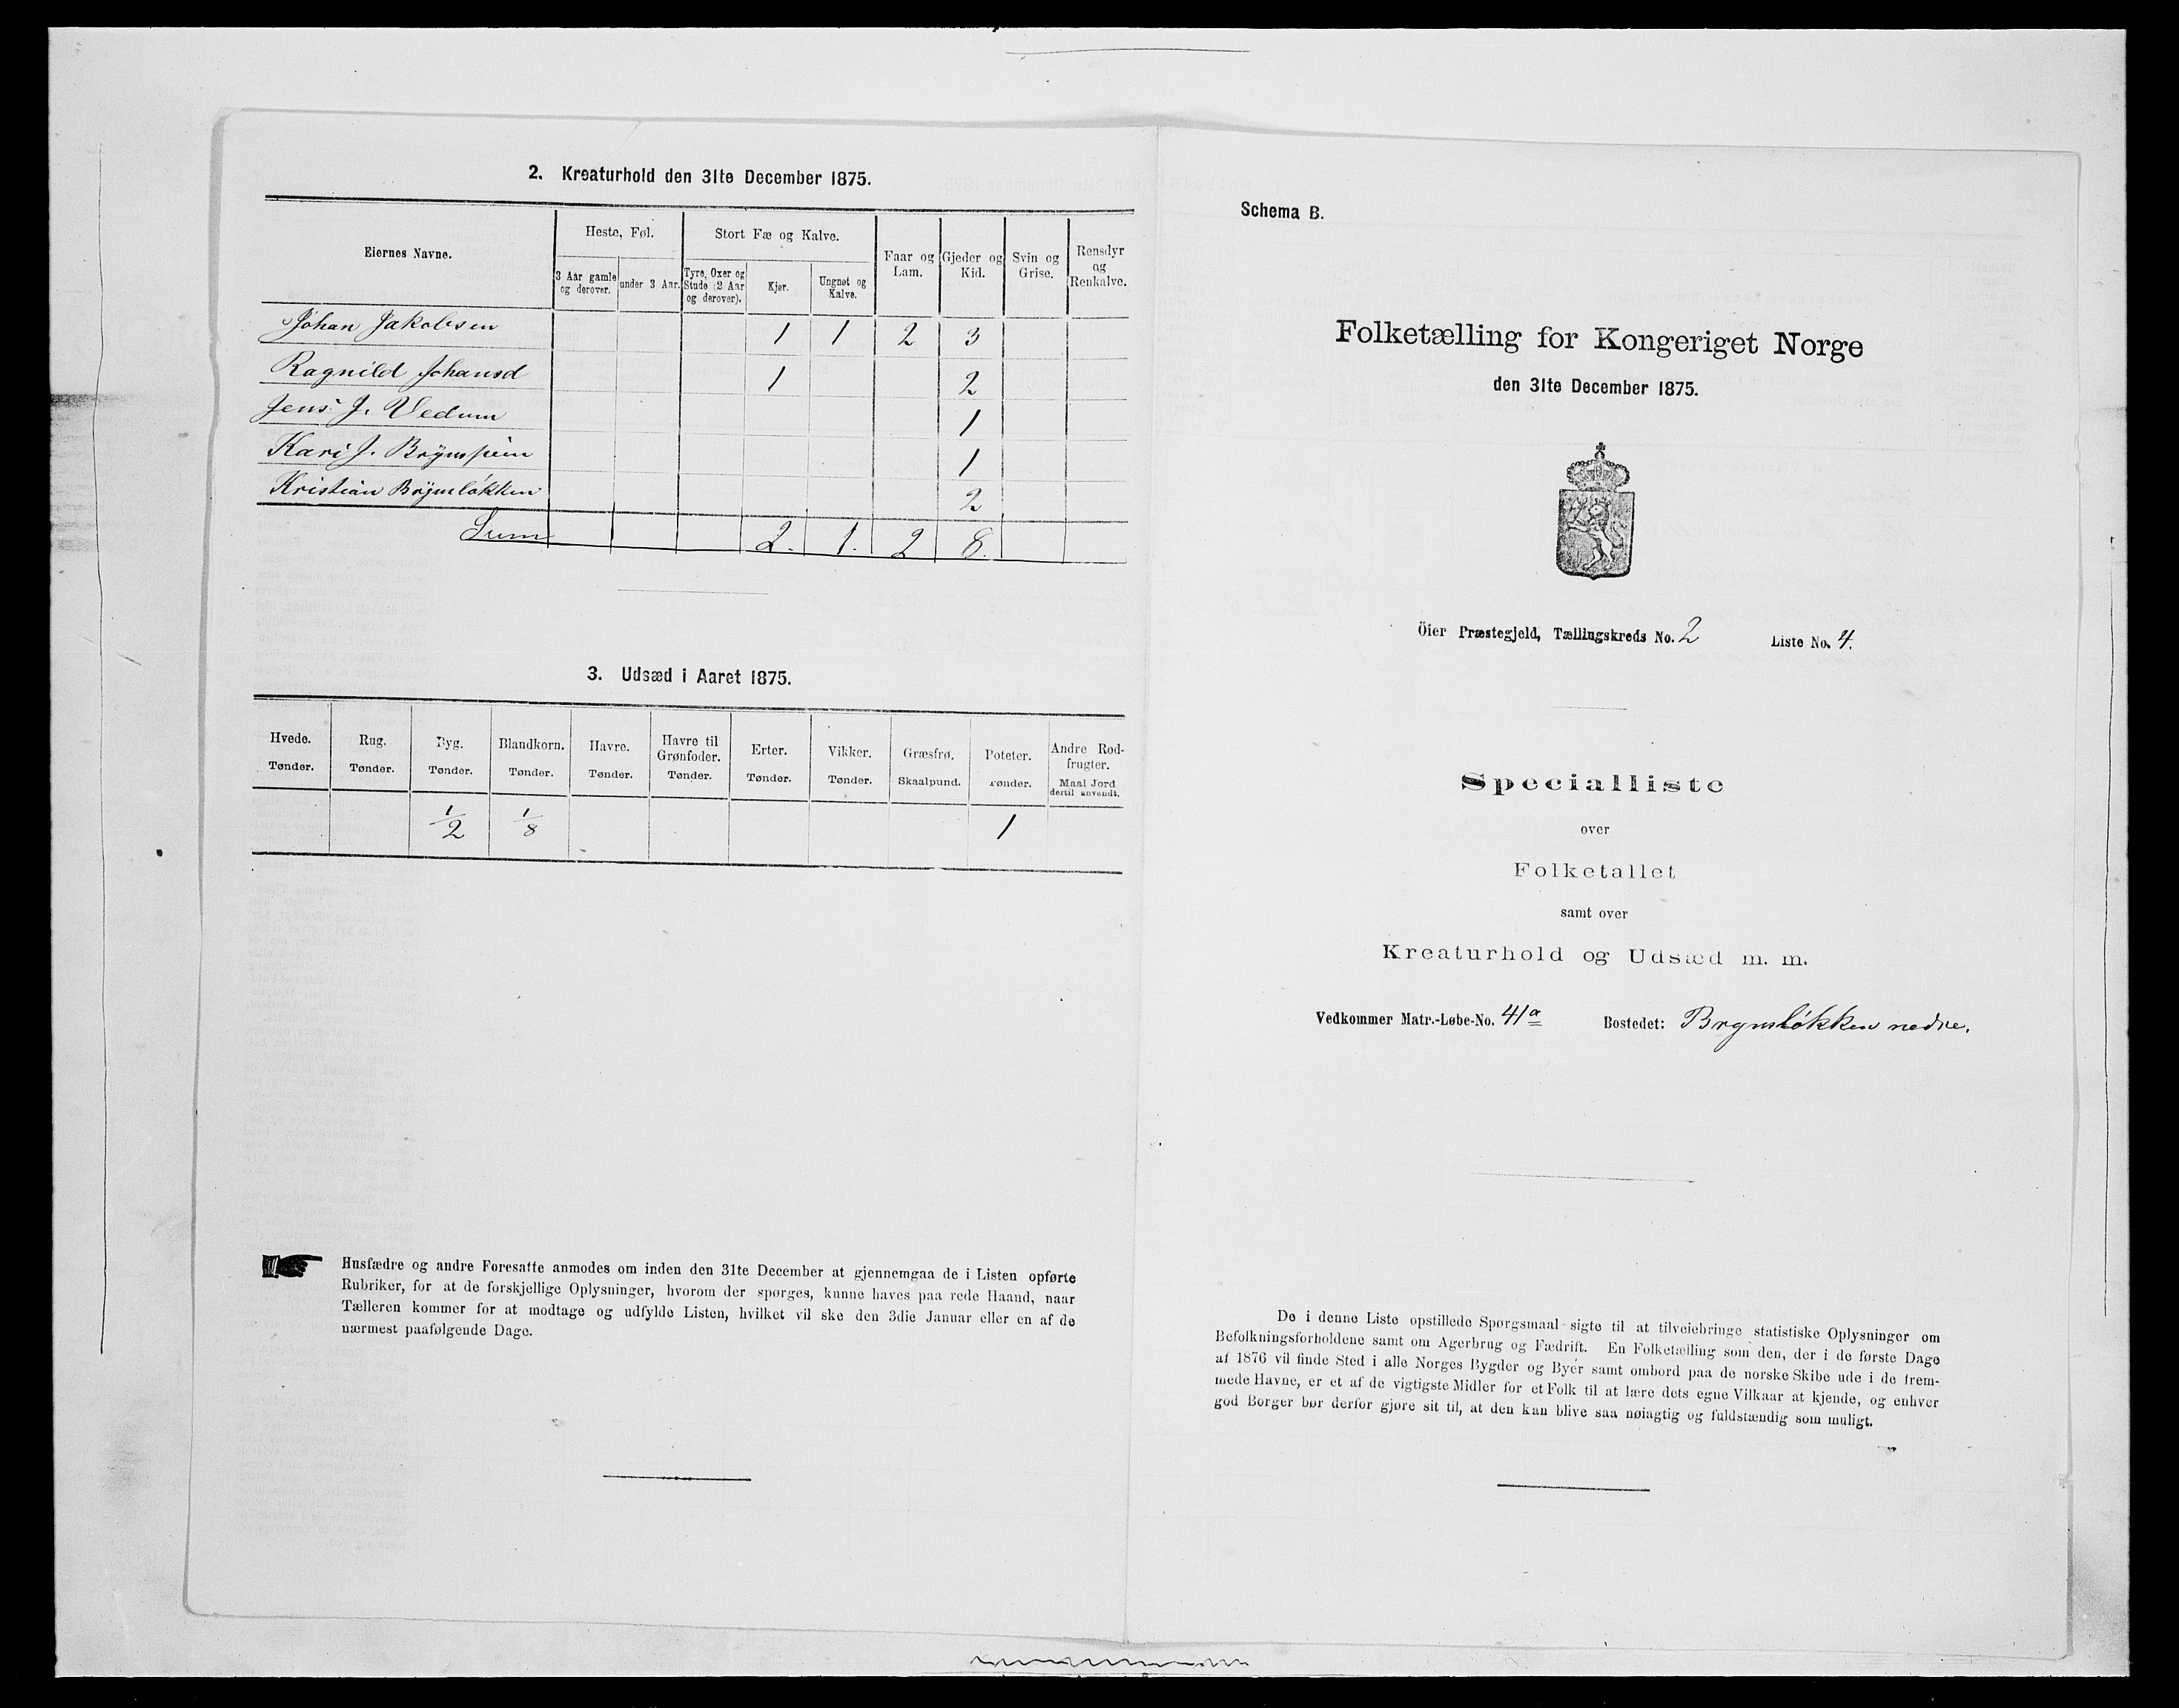 2. Kreaturhold den 31te December 1875.
Eiernes Navne.
Heste, Føl.
Stort Fæ og Kalve.
Faar og Lam.
Gjeder og Kid.
Svin og Grise.
Rensdyr og Renkalve.
3 Aar gamle og derover.
under 3 Aar.
Tyre, Oxer og Stude (2 Aar og derover).
Kjør.
Ungnøt og Kalve.
Johan Jakobsen 1 1 2 3
Ragnild Johansd 1 2
Jens J. Vedum 1
Kari J. 1
Kristian Brynsløkken 2
Sum 2. 1. 2 8.
3. Udsæd i Aaret 1875.
Hvede. Rug. Byg. Blandkorn. Havre. Havre til Grønfoder. Erter. Vikker. Græsfrø. Poteter. Andre Rodfrugter.
Tønder. Tønder. Tønder. Tønder. Tønder. Tønder. Tønder. Tønder. Skaalpund. Tønder. Maal Jord dertil anvendt.
1/2 1/8 1
Husfædre og andre Foresatte anmodes om inden den 31te December at gjennemgaa de i Listen opførte
Rubriker, for at de forskjellige Oplysninger, hvorom der spørges, kunne haves paa rede Haand, naar
Tælleren kommer for at modtage og udfylde Listen, hvilket vil ske den 3die Januar eller en af de
nærmest paafølgende Dage.
Schema B.
Folketælling for Kongeriget Norge
den 31te December 1875.
Öier Præstegjeld, Tællingskreds No. 2 Liste No. 4.
Specialliste
over
Folketallet
samt over
Kreaturhold og Udsæd m. m.
Vedkommer Matr.-Løbe-No. 41a Bostedet: Brynsløkken nedre.
De i denne Liste opstillede Spørgsmaal sigte til at tilveiebringe statistiske Oplysninger om
Befolkningsforholdene samt om Agerbrug og Fædrift. En Folketælling som den, der i de første Dage
af 1876 vil finde Sted i alle Norges Bygder og Byer samt ombord paa de norske Skibe ude i de frem-
mede Havne, er et af de vigtigste Midler for et Folk til at lære dets egne Vilkaar at kjende, og enhver
god Borger bør derfor gjøre sit til, at den kan blive saa nøiagtig og fuldstændig som muligt.